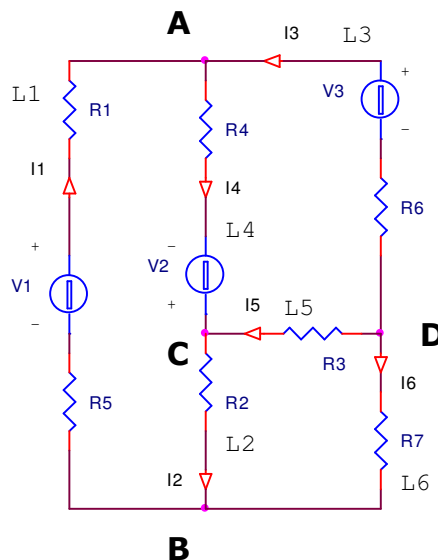 A
I3
L3
+
L1
V3
R1
R4
−
I1
I4
R6
L4
+
−
V1
V2
+
I5
L5
−
C
D
R3
I6
R5
R2
L2
R7
I2
L6
B